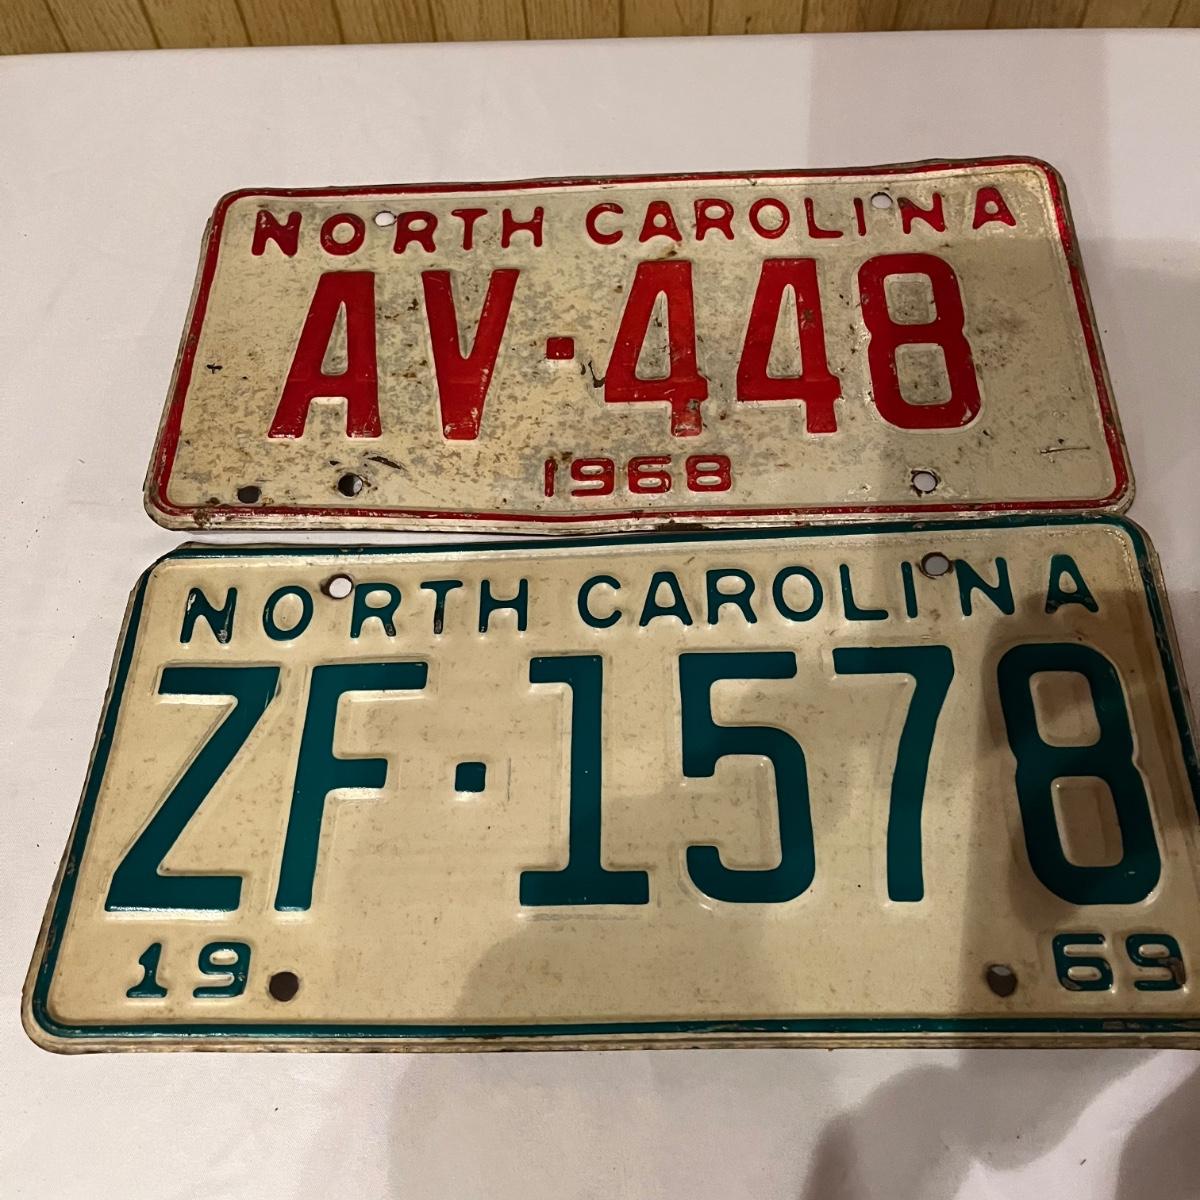 NORTH CAROLINA
AV·448
1968
NORTH CAROLINA
ZF·1578
19 69